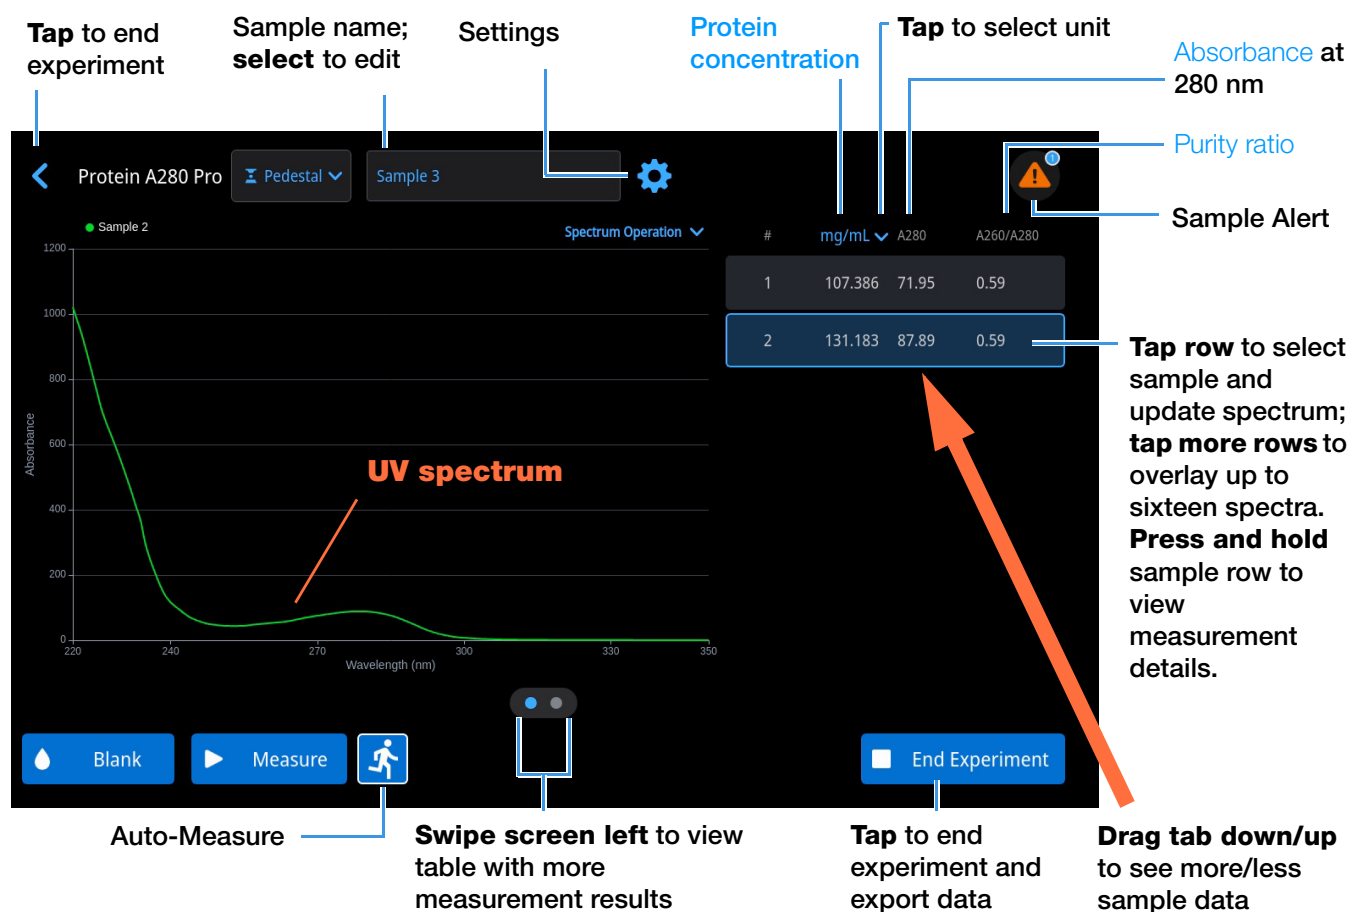 Tap to end
experiment
Sample name;
select to edit
Settings
Protein
concentration
Tap to select unit
Absorbance at
280 nm
Purity ratio
Sample Alert
Protein A280 Pro
Pedestal
Sample 3
1
Sample 2
Spectrum Operation
# mg/mL A280 A260/A280
1 107.386 71.95 0.59
2 131.183 87.89 0.59
Tap row to select
sample and
update spectrum;
tap more rows to
overlay up to
sixteen spectra.
Press and hold
sample row to
view
measurement
details.
1200
1000
800
600
400
200
0
Absorbance
UV spectrum
220 240 270 300 330 350
Wavelength (nm)
Blank
Measure
End Experiment
Auto-Measure
Swipe screen left to view
table with more
measurement results
Tap to end
experiment and
export data
Drag tab down/up
to see more/less
sample data